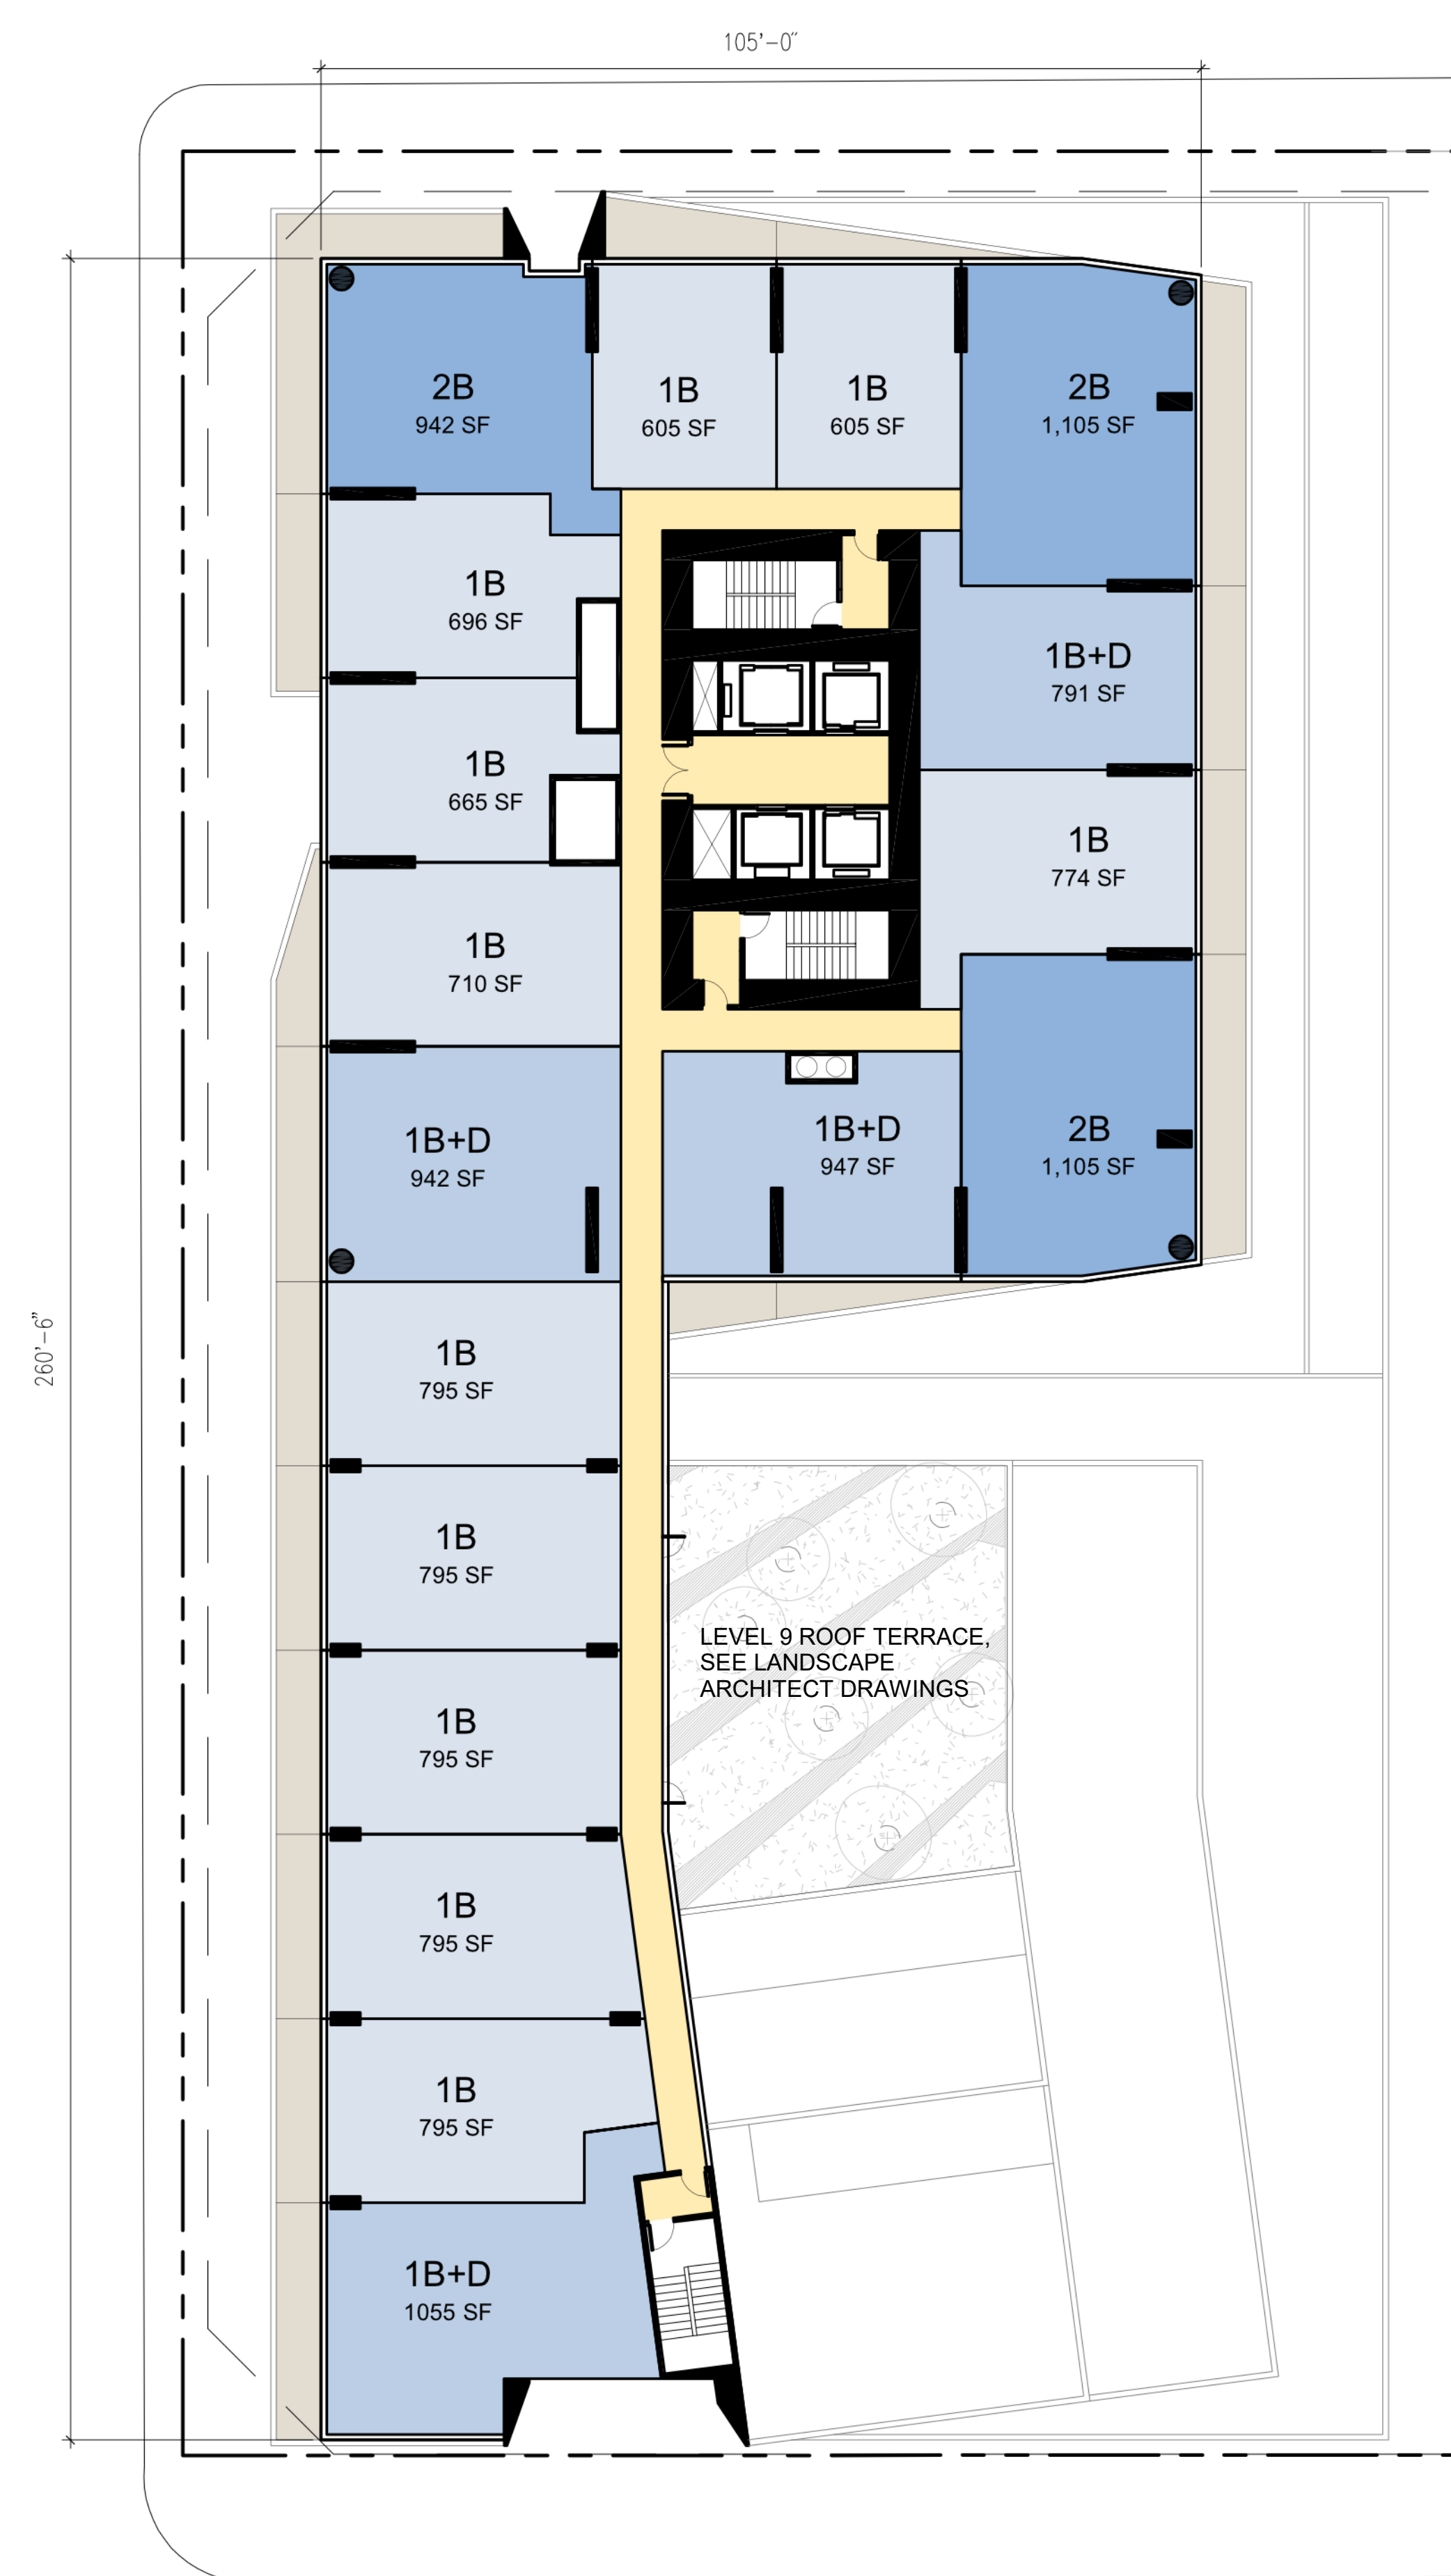 105'-0"
2B
942 SF
1B
605 SF
1B
605 SF
2B
1,105 SF
1B
696 SF
1B+D
791 SF
1B
665 SF
1B
774 SF
1B
710 SF
1B+D
942 SF
1B+D
947 SF
2B
1,105 SF
260'-6"
1B
795 SF
1B
795 SF
LEVEL 9 ROOF TERRACE,
SEE LANDSCAPE
ARCHITECT DRAWINGS
1B
795 SF
1B
795 SF
1B
795 SF
1B+D
1055 SF